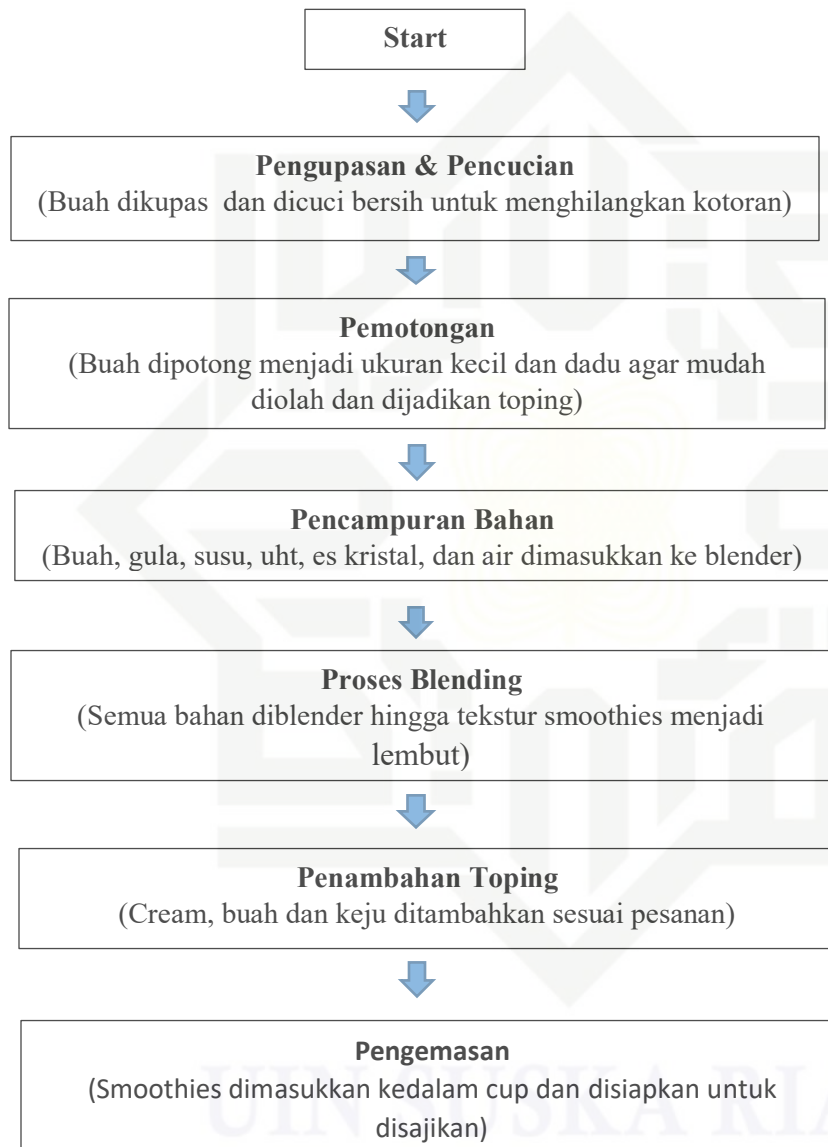 Start
Pengupasan & Pencucian
(Buah dikupas dan dicuci bersih untuk menghilangkan kotoran)
Pemotongan
(Buah dipotong menjadi ukuran kecil dan dadu agar mudah
diolah dan dijadikan toping)
Pencampuran Bahan
(Buah, gula, susu, uht, es kristal, dan air dimasukkan ke blender)
Proses Blending
(Semua bahan diblender hingga tekstur smoothies menjadi
lembut)
Penambahan Toping
(Cream, buah dan keju ditambahkan sesuai pesanan)
Pengemasan
(Smoothies dimasukkan kedalam cup dan disiapkan untuk
disajikan)
UIN SUSKA RIA